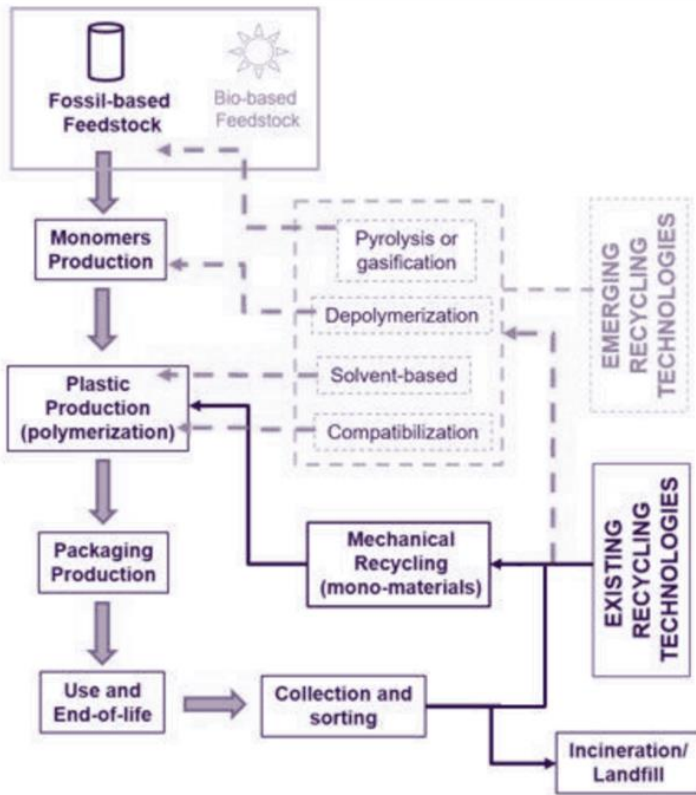 Fossil-based
Feedstock
Bio-based
Feedstock
Monomers
Production
Pyrolysis or
gasification
Depolymerization
EMERGING
RECYCLING
TECHNOLOGIES
Plastic
Production
(polymerization)
Solvent-based
Compatibilization
Packaging
Production
Mechanical
Recycling
(mono-materials)
EXISTING
RECYCLING
TECHNOLOGIES
Use and
End-of-life
Collection and
sorting
Incineration/
Landfill